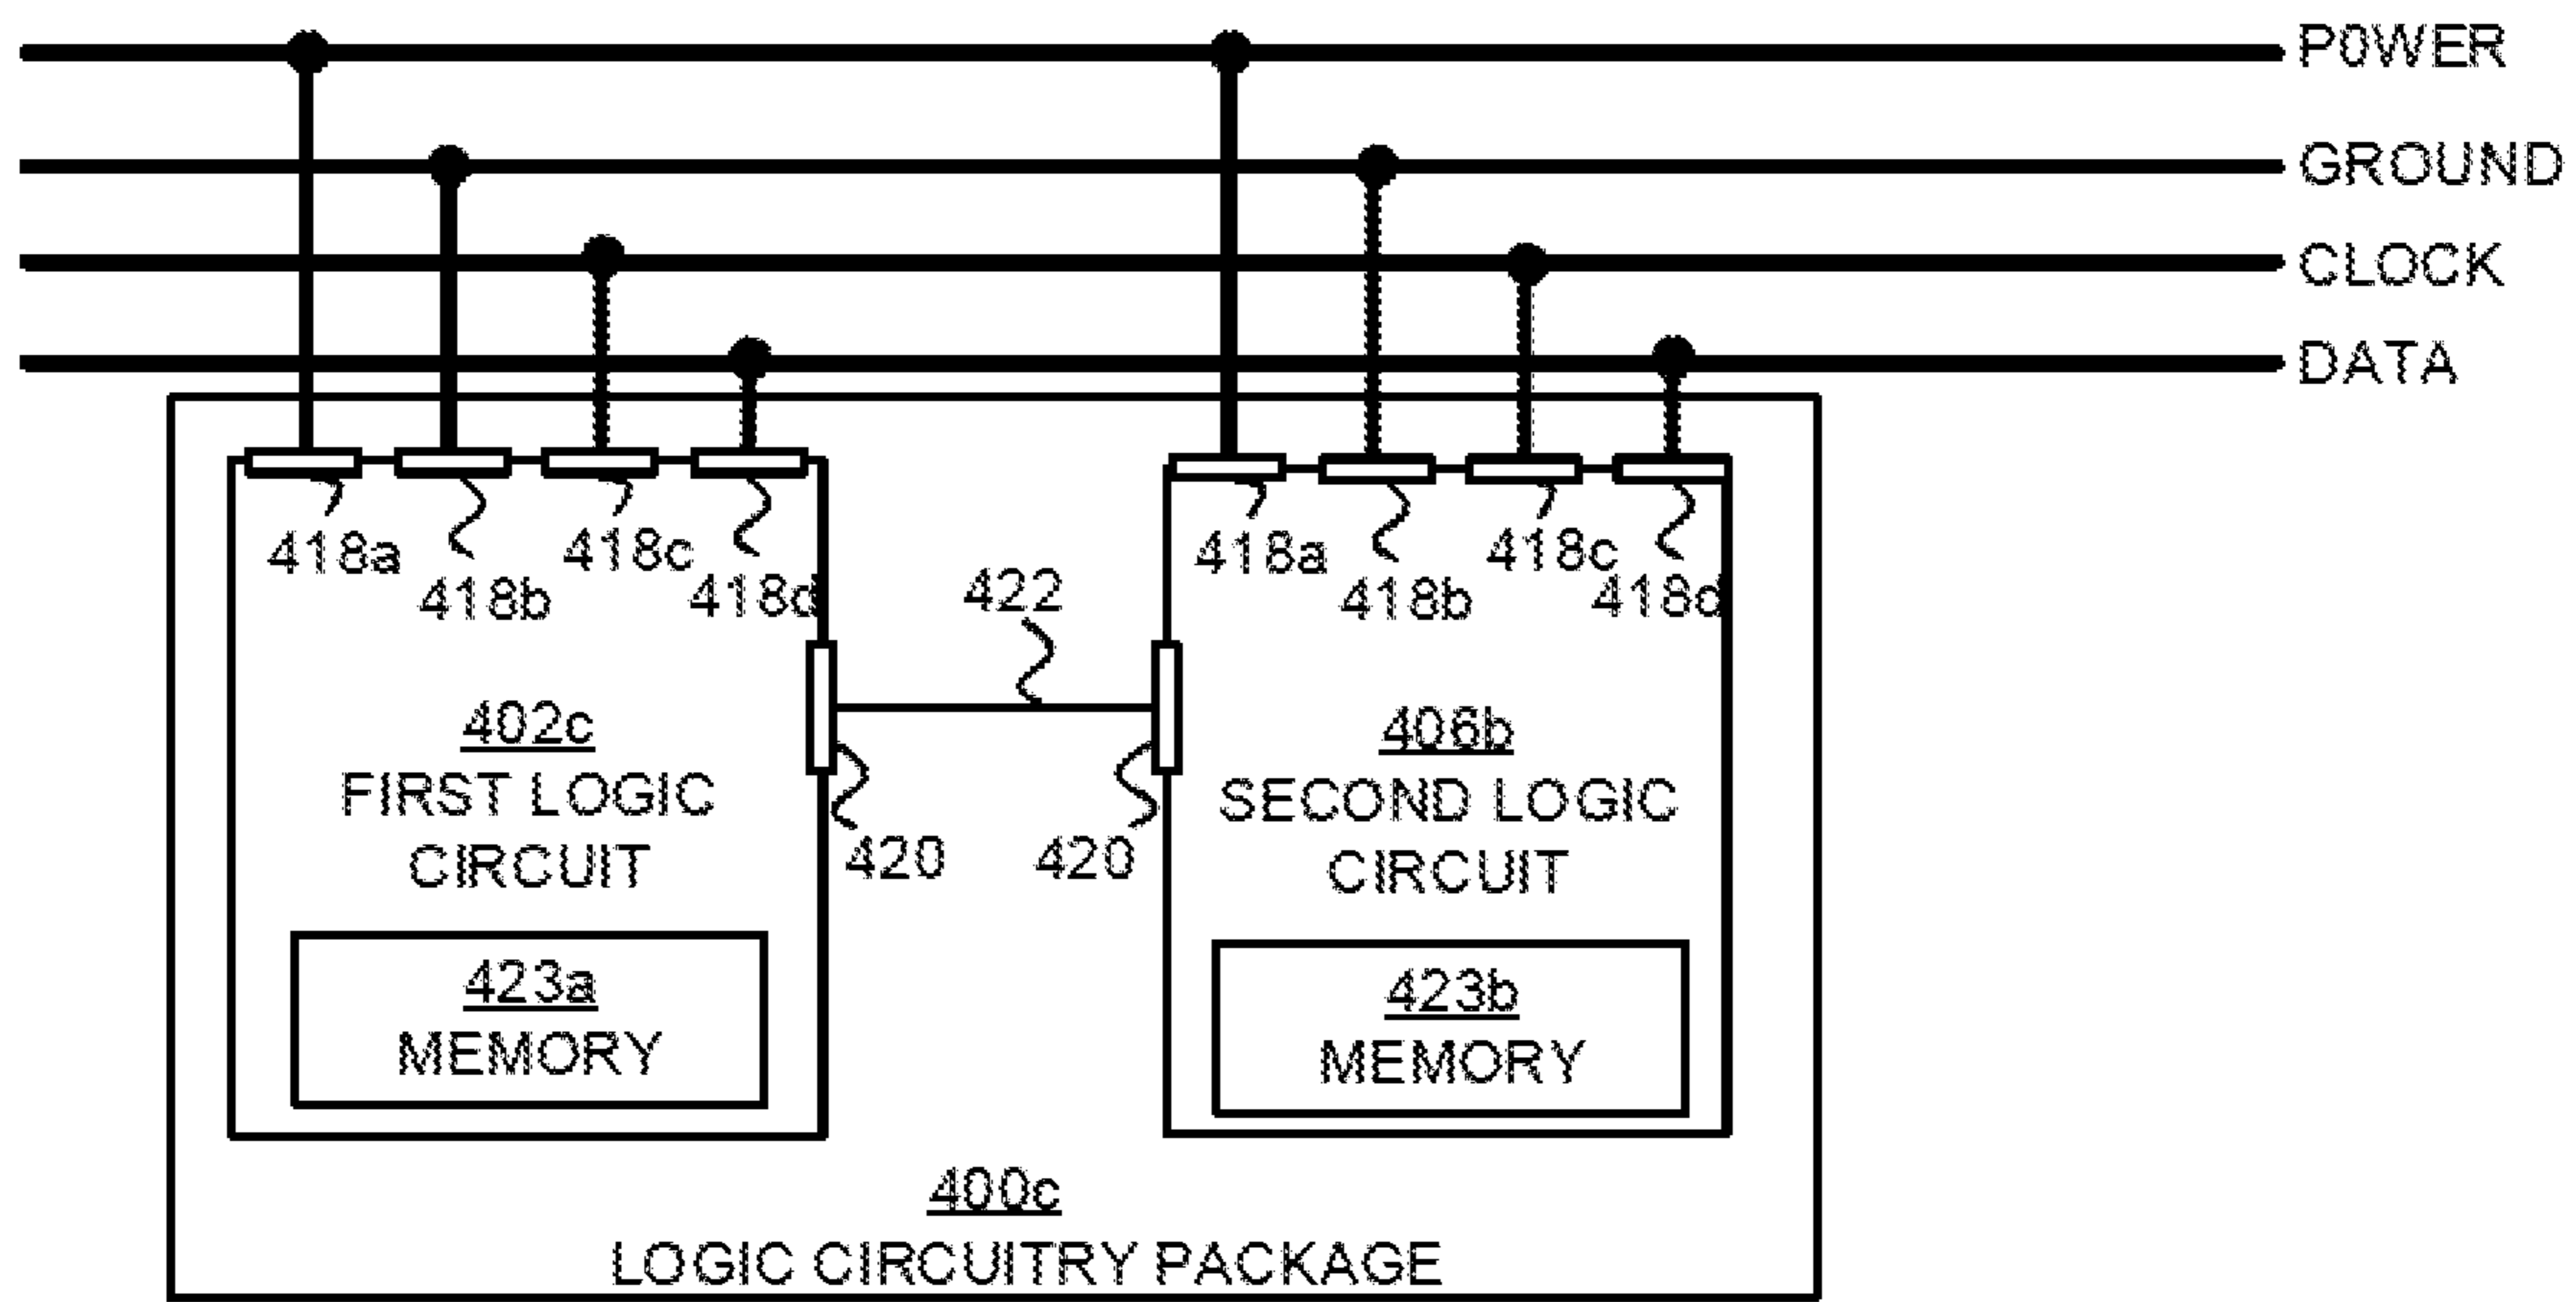 P0WER
GROUND
CLOCK
DATA
418a
418b
418c
418d
418a
418b
418c
418d
422
402c
FIRST LOGIC
CIRCUIT
406b
SECOND LOGIC
CIRCUIT
420
420
423a
MEMORY
423b
MEMORY
400c
LOGIC CIRCUITRY PACKAGE